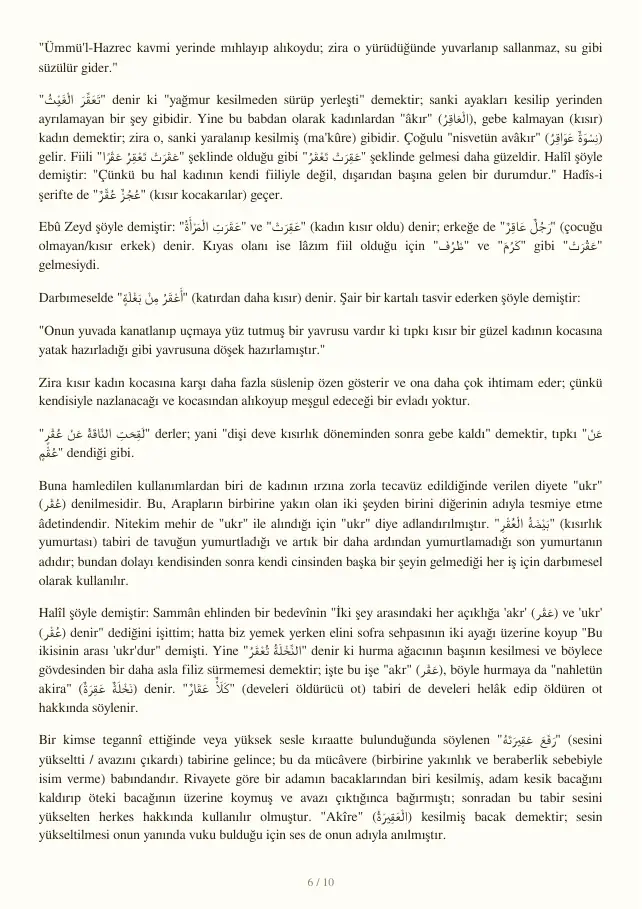 "Ümmü'l-Hazrec kavmi yerinde mıhlayıp alıkoydu; zira o yürüdüğünde yuvarlanıp sallanmaz, su gibi
süzülür gider."
"تَعَقَّرَ الْغَيْثُ" denir ki "yağmur kesilmeden sürüp yerleşti" demektir; sanki ayakları kesilip yerinden
ayrılamayan bir şey gibidir. Yine bu babdan olarak kadınlardan "âkır" (الْعَاقِرُ), gebe kalmayan (kısır)
kadın demektir; zira o, sanki yaralanıp kesilmiş (ma'kûre) gibidir. Çoğulu "nisvetün avâkır" (نِسْوَةٌ عَوَاقِرُ)
gelir. Fiili "عَقَرَتْ تَعْقِرُ عَقْرًا" şeklinde olduğu gibi "عَقِرَتْ تَعْقَرُ" şeklinde gelmesi daha güzeldir. Halîl şöyle
demiştir: "Çünkü bu hal kadının kendi fiiliyle değil, dışarıdan başına gelen bir durumdur." Hadîs-i
şerifte de "عُجُزٌ عُقَّرٌ" (kısır kocakarılar) geçer.
Ebû Zeyd şöyle demiştir: "عَقَرَتِ الْمَرْأَةُ" ve "عَقِرَتْ" (kadın kısır oldu) denir; erkeğe de "رَجُلٌ عَاقِرٌ" (çocuğu
olmayan/kısır erkek) denir. Kıyas olanı ise lâzım fiil olduğu için "ظَرُفَ" ve "كَرُمَ" gibi "عَقُرَتْ"
gelmesiydi.
Darbımeselde "أَعْقَرُ مِنْ بَغْلَةٍ" (katırdan daha kısır) denir. Şair bir kartalı tasvir ederken şöyle demiştir:
"Onun yuvada kanatlanıp uçmaya yüz tutmuş bir yavrusu vardır ki tıpkı kısır bir güzel kadının kocasına
yatak hazırladığı gibi yavrusuna döşek hazırlamıştır."
Zira kısır kadın kocasına karşı daha fazla süslenip özen gösterir ve ona daha çok ihtimam eder; çünkü
kendisiyle nazlanacağı ve kocasından alıkoyup meşgul edeceği bir evladı yoktur.
"لَقِحَتِ النَّاقَةُ عَنْ عُقْرٍ" derler; yani "dişi deve kısırlık döneminden sonra gebe kaldı" demektir, tıpkı "عَنْ
عُقْمٍ" dendiği gibi.
Buna hamledilen kullanımlardan biri de kadının ırzına zorla tecavüz edildiğinde verilen diyete "ukr"
(عُقْر) denilmesidir. Bu, Arapların birbirine yakın olan iki şeyden birini diğerinin adıyla tesmiye etme
âdetindendir. Nitekim mehir de "ukr" ile alındığı için "ukr" diye adlandırılmıştır. "بَيْضَةُ الْعُقْرِ" (kısırlık
yumurtası) tabiri de tavuğun yumurtladığı ve artık bir daha ardından yumurtlamadığı son yumurtanın
adıdır; bundan dolayı kendisinden sonra kendi cinsinden başka bir şeyin gelmediği her iş için darbımesel
olarak kullanılır.
Halîl şöyle demiştir: Sammân ehlinden bir bedevînin "İki şey arasındaki her açıklığa 'akr' (عَقْر) ve 'ukr'
(عُقْر) denir" dediğini işittim; hatta biz yemek yerken elini sofra sehpasının iki ayağı üzerine koyup "Bu
ikisinin arası 'ukr'dur" demişti. Yine "النَّخْلَةُ تُعْقَرُ" denir ki hurma ağacının başının kesilmesi ve böylece
gövdesinden bir daha asla filiz sürmemesi demektir; işte bu işe "akr" (عَقْر), böyle hurmaya da "nahletün
akira" (نَخْلَةٌ عَقِرَةٌ) denir. "كَلَأٌ عَقَارٌ" (develeri öldürücü ot) tabiri de develeri helâk edip öldüren ot
hakkında söylenir.
Bir kimse tegannî ettiğinde veya yüksek sesle kıraatte bulunduğunda söylenen "رَفَعَ عَقِيرَتَهُ" (sesini
yükseltti / avazını çıkardı) tabirine gelince; bu da mücâvere (birbirine yakınlık ve beraberlik sebebiyle
isim verme) babındandır. Rivayete göre bir adamın bacaklarından biri kesilmiş, adam kesik bacağını
kaldırıp öteki bacağının üzerine koymuş ve avazı çıktığınca bağırmıştı; sonradan bu tabir sesini
yükselten herkes hakkında kullanılır olmuştur. "Akîre" (الْعَقِيرَةُ) kesilmiş bacak demektir; sesin
yükseltilmesi onun yanında vuku bulduğu için ses de onun adıyla anılmıştır.
6 / 10